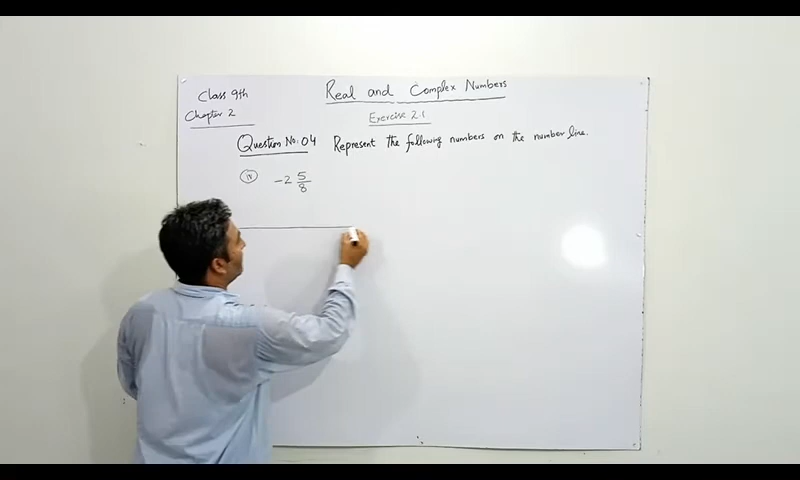 Class 9th
Real and Complex Numbers
Chapter 2
Exercise 2.1
Question No. 04 Represent the following numbers on the number line.
iv -2 5/8